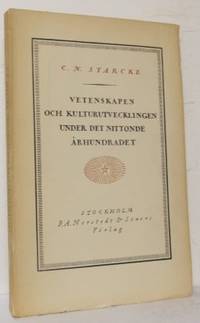 C. N. STARCKE
VETENSKAPEN
OCH KULTURUTVECKLINGEN
UNDER DET NITTONDE
ÅRHUNDRADET
STOCKHOLM
P. A. Norstedt & Söners
Förlag